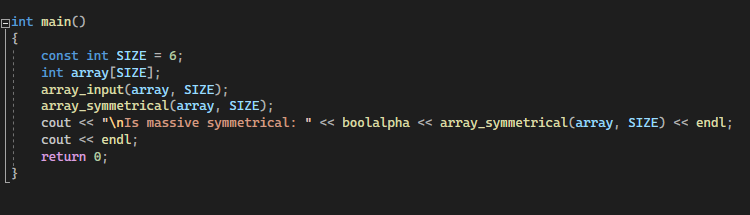 int main()
{
    const int SIZE = 6;
    int array[SIZE];
    array_input(array, SIZE);
    array_symmetrical(array, SIZE);
    cout << "\nIs massive symmetrical: " << boolalpha << array_symmetrical(array, SIZE) << endl;
    cout << endl;
    return 0;
}